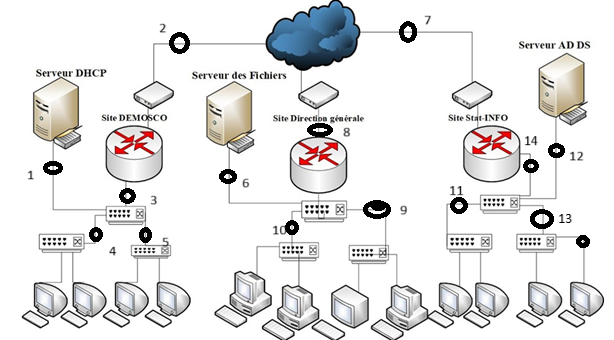 2
7
Serveur AD DS
Serveur DHCP
Serveur des Fichiers
Site DEMOSCO
Site Direction générale
Site Stat-INFO
8
14
1
6
12
3
11
9
10
13
4
5